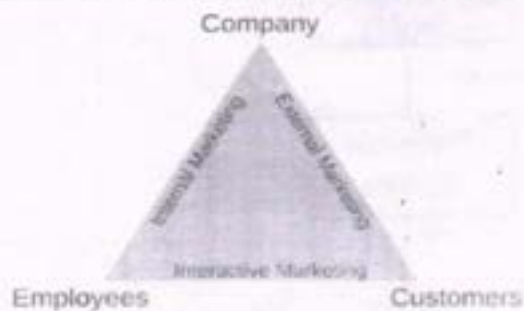 Company
Internal Marketing
External Marketing
Interactive Marketing
Employees
Customers